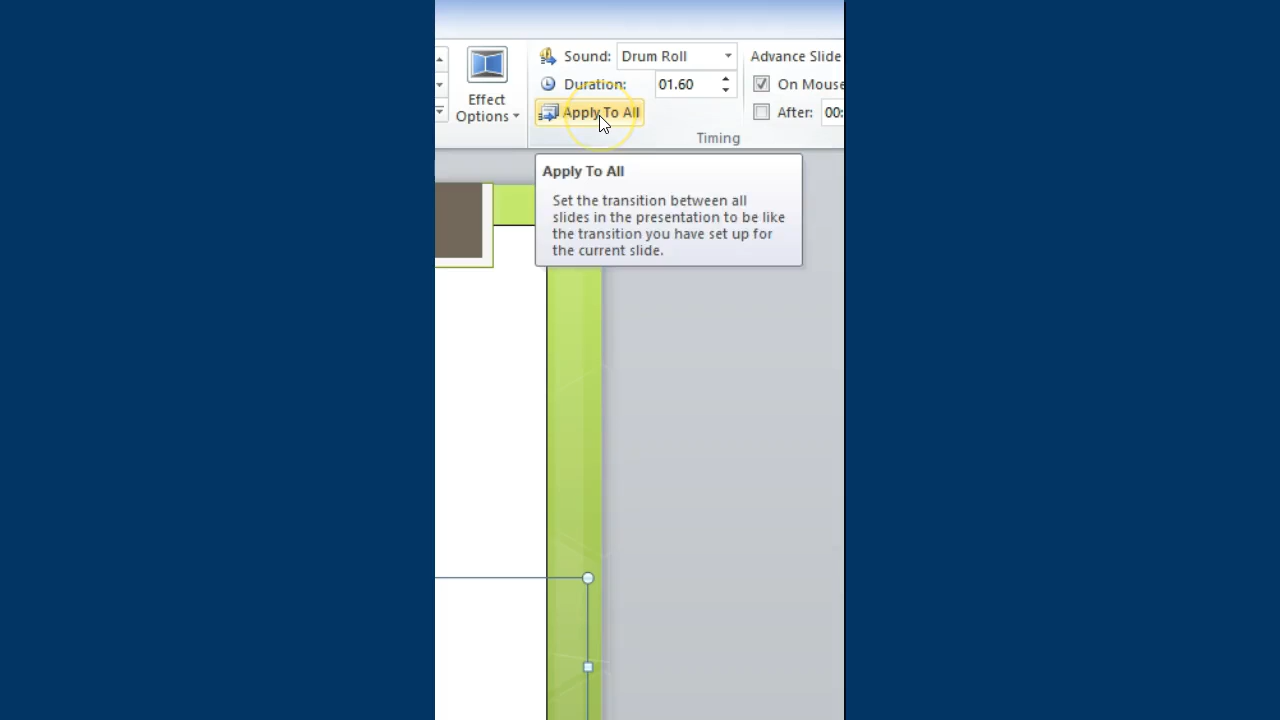 Sound: Drum Roll
Advance Slide
Duration: 01.60
On Mouse
Effect
Options
Apply To All
After: 00:
Timing
Apply To All
Set the transition between all
slides in the presentation to be like
the transition you have set up for
the current slide.